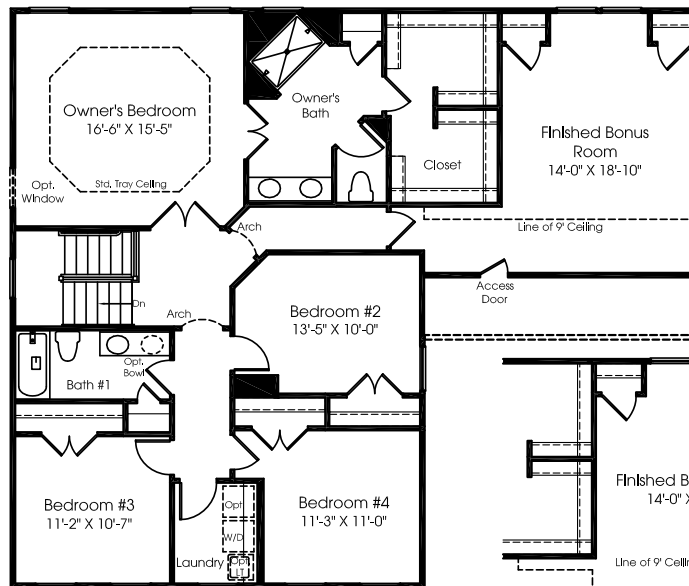 Owner's Bedroom
16'-6" X 15'-5"
Std. Tray Ceiling
Opt.
Window
Owner's
Bath
Closet
Finished Bonus
Room
14'-0" X 18'-10"
Line of 9' Ceiling
Arch
Access
Door
Dn
Arch
Bedroom #2
13'-5" X 10'-0"
Opt.
Bowl
Bath #1
Bedroom #3
11'-2" X 10'-7"
Opt
W/D
Opt
LT
Laundry
Bedroom #4
11'-3" X 11'-0"
Finished B
14'-0" X
Line of 9' Ceili